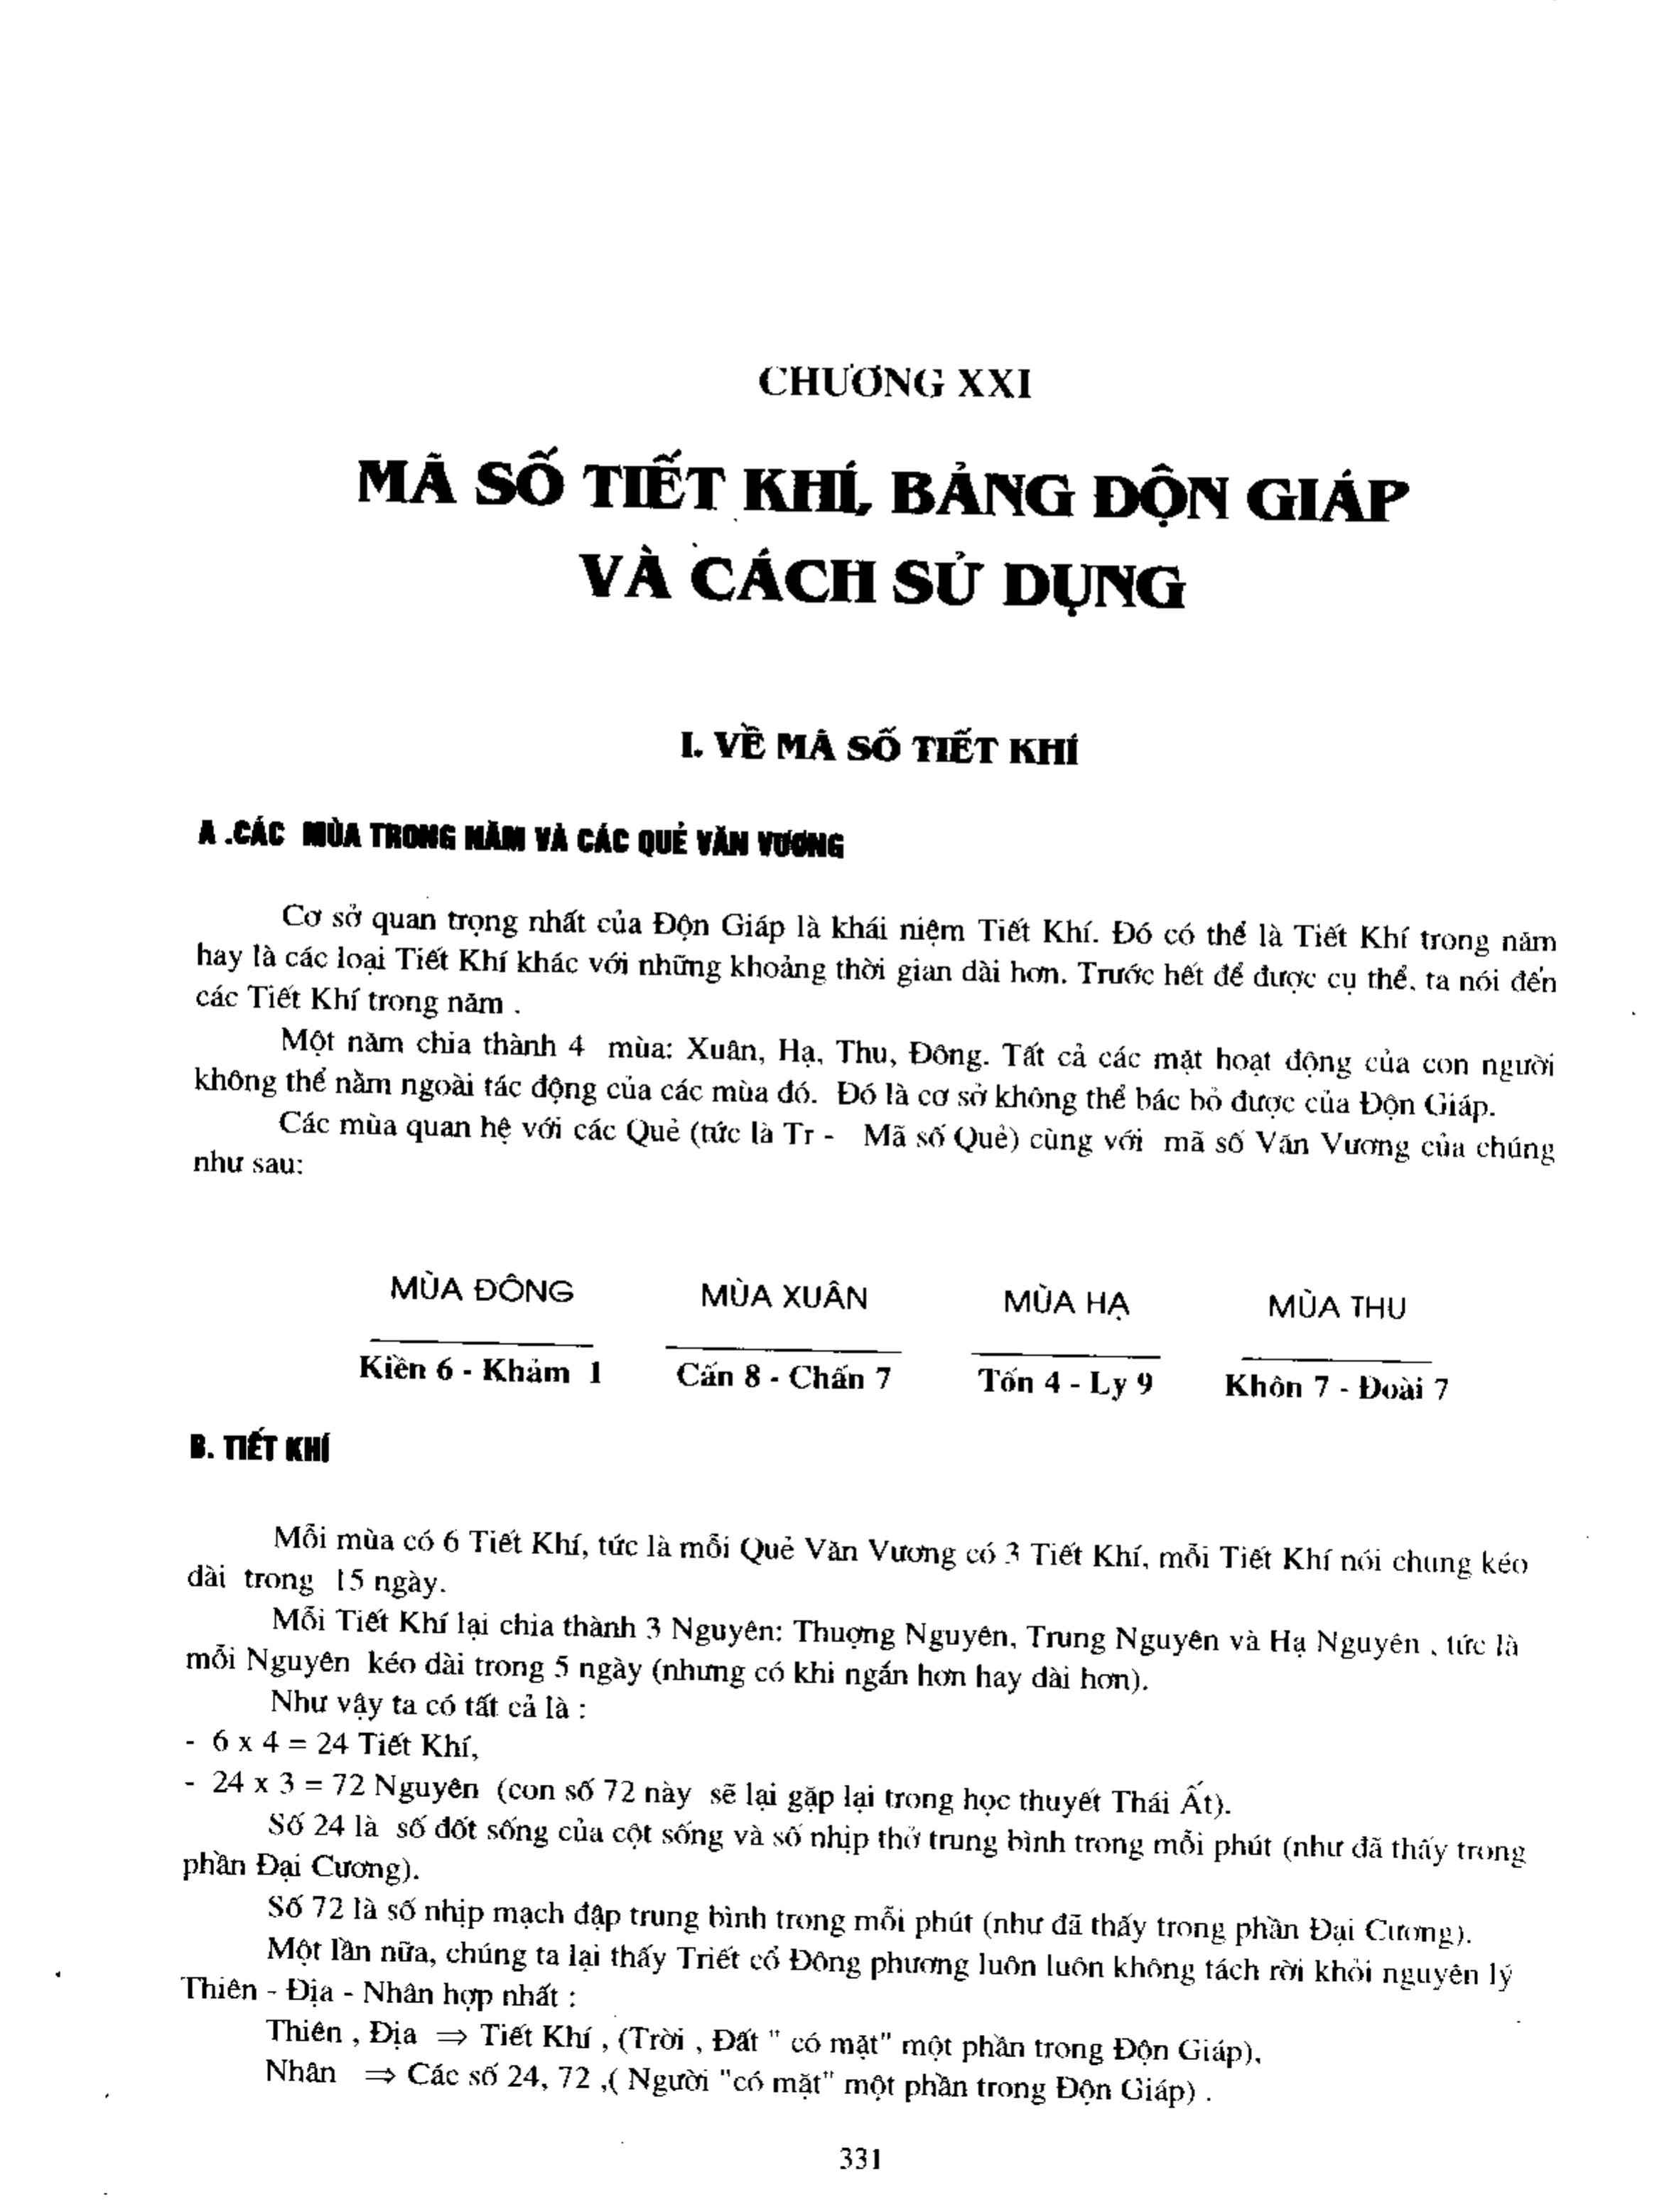 CHƯƠNG XXI
MÃ SỐ TIẾT KHÍ, BẢNG ĐỘN GIÁP
VÀ CÁCH SỬ DỤNG
I. VỀ MÃ SỐ TIẾT KHÍ
A .CÁC MÙA TRONG NĂM VÀ CÁC QUẺ VĂN VƯƠNG
Cơ sở quan trọng nhất của Độn Giáp là khái niệm Tiết Khí. Đó có thể là Tiết Khí trong năm
hay là các loại Tiết Khí khác với những khoảng thời gian dài hơn. Trước hết để được cụ thể, ta nói đến
các Tiết Khí trong năm .
Một năm chia thành 4 mùa: Xuân, Hạ, Thu, Đông. Tất cả các mặt hoạt động của con người
không thể nằm ngoài tác động của các mùa đó. Đó là cơ sở không thể bác bỏ được của Độn Giáp.
Các mùa quan hệ với các Quẻ (tức là Tr - Mã số Quẻ) cùng với mã số Văn Vương của chúng
như sau:
MÙA ĐÔNG MÙA XUÂN MÙA HẠ MÙA THU
Kiền 6 - Khảm 1 Cấn 8 - Chấn 7 Tốn 4 - Ly 9 Khôn 7 - Đoài 7
B. TIẾT KHÍ
Mỗi mùa có 6 Tiết Khí, tức là mỗi Quẻ Văn Vương có 3 Tiết Khí, mỗi Tiết Khí nói chung kéo
dài trong 15 ngày.
Mỗi Tiết Khí lại chia thành 3 Nguyên: Thuợng Nguyên, Trung Nguyên và Hạ Nguyên , tức là
mỗi Nguyên kéo dài trong 5 ngày (nhưng có khi ngắn hơn hay dài hơn).
Như vậy ta có tất cả là :
- 6 x 4 = 24 Tiết Khí,
- 24 x 3 = 72 Nguyên (con số 72 này sẽ lại gặp lại trong học thuyết Thái Ất).
Số 24 là số đốt sống của cột sống và số nhịp thở trung bình trong mỗi phút (như đã thấy trong
phần Đại Cương).
Số 72 là số nhịp mạch đập trung bình trong mỗi phút (như đã thấy trong phần Đại Cương).
Một lần nữa, chúng ta lại thấy Triết cổ Đông phương luôn luôn không tách rời khỏi nguyên lý
Thiên - Địa - Nhân hợp nhất :
Thiên , Địa ⇒ Tiết Khí , (Trời , Đất " có mặt" một phần trong Độn Giáp),
Nhân ⇒ Các số 24, 72 ,( Người "có mặt" một phần trong Độn Giáp) .
331